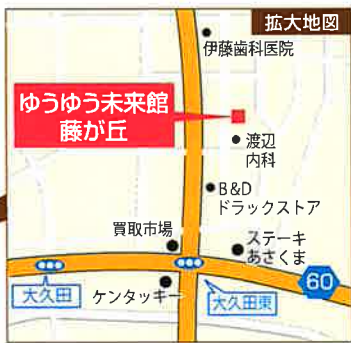 拡大地図
伊藤歯科医院
ゆうゆう未来館
藤が丘
渡辺
内科
B&D
ドラックストア
買取市場
ステーキ
あさくま
大久田
ケンタッキー
大久田東
60